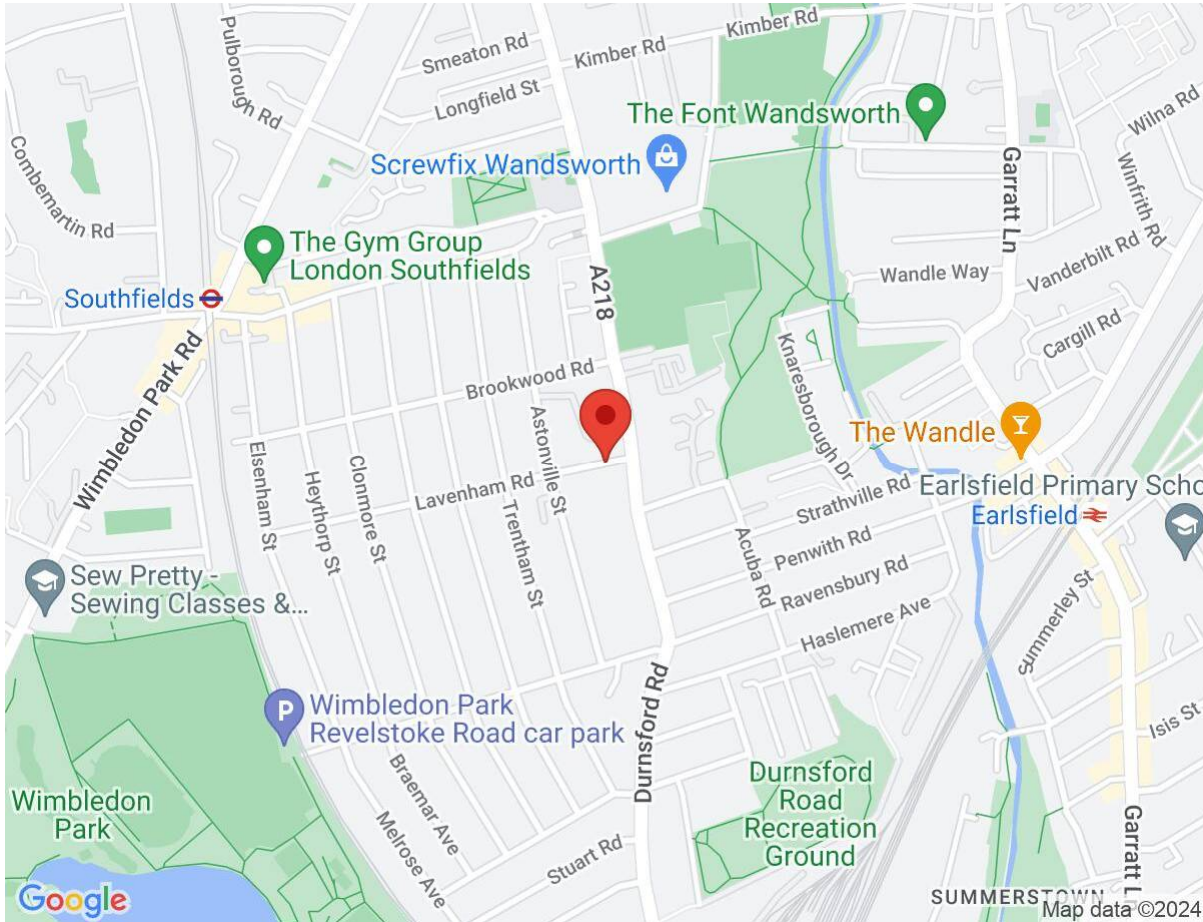 Kimber Rd
Smeaton Rd
Kimber Rd
Pulborough Rd
Longfield St
The Font Wandsworth
Wilna Rd
Screwfix Wandsworth
Combemartin Rd
Garratt Ln
Winfrith Rd
The Gym Group
London Southfields
Vanderbilt Rd
Wandle Way
Southfields
A218
Cargill Rd
Knaresborough Dr
Wimbledon Park Rd
Brookwood Rd
The Wandle
Astonville St
Elsenham St
Heythorp St
Clonmore St
Lavenham Rd
Strathville Rd
Earlsfield Primary Scho
Earlsfield
Trentham St
Penwith Rd
Acuba Rd
Ravensbury Rd
Sew Pretty -
Sewing Classes &...
Haslemere Ave
Summerley St
Wimbledon Park
Revelstoke Road car park
P
Durnsford Rd
Isis St
Braemar Ave
Durnsford
Road
Recreation
Ground
Wimbledon
Park
Melrose Ave
Stuart Rd
Garratt Ln
SUMMERSTOWN
Google
Map data ©2024